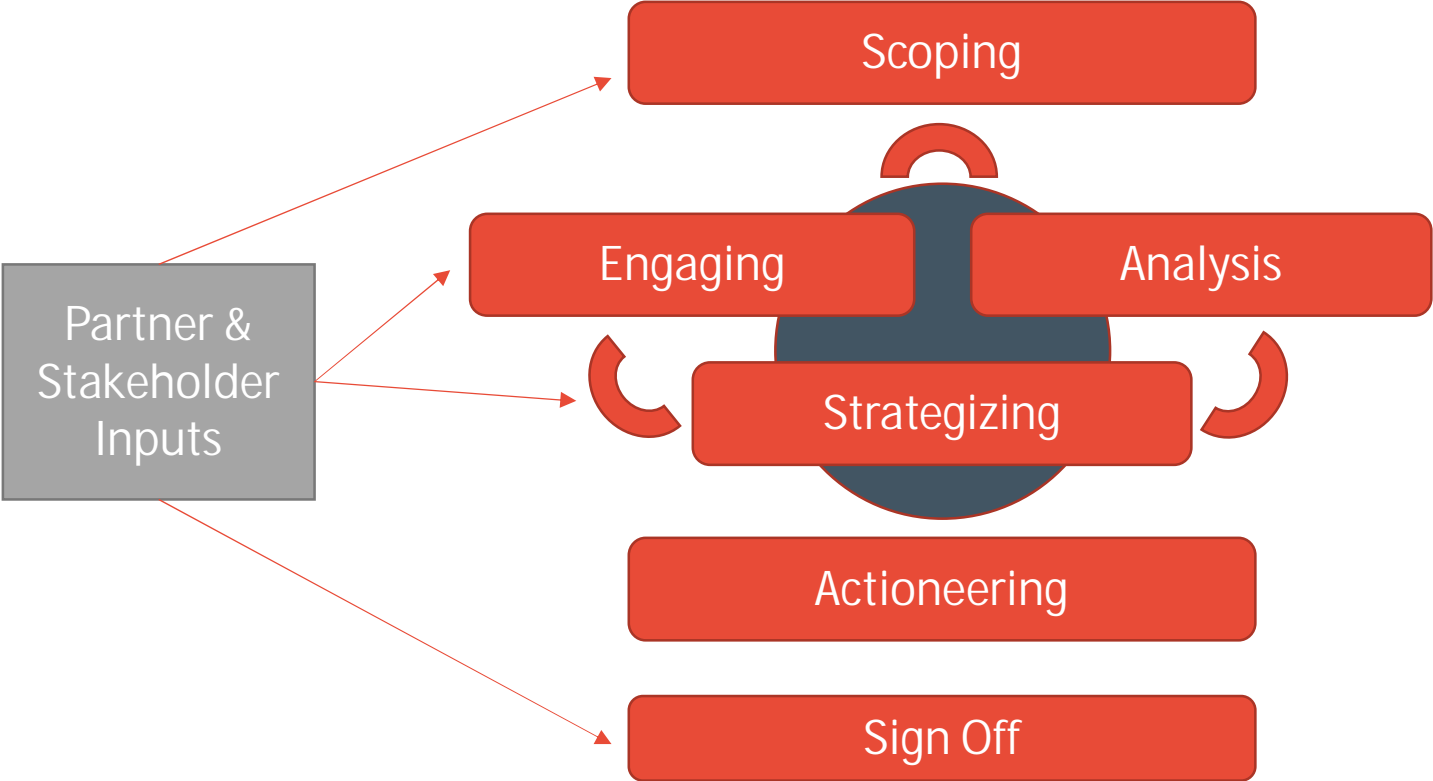 Scoping
Engaging
Analysis
Partner &
Stakeholder
Inputs
Strategizing
Actioneering
Sign Off